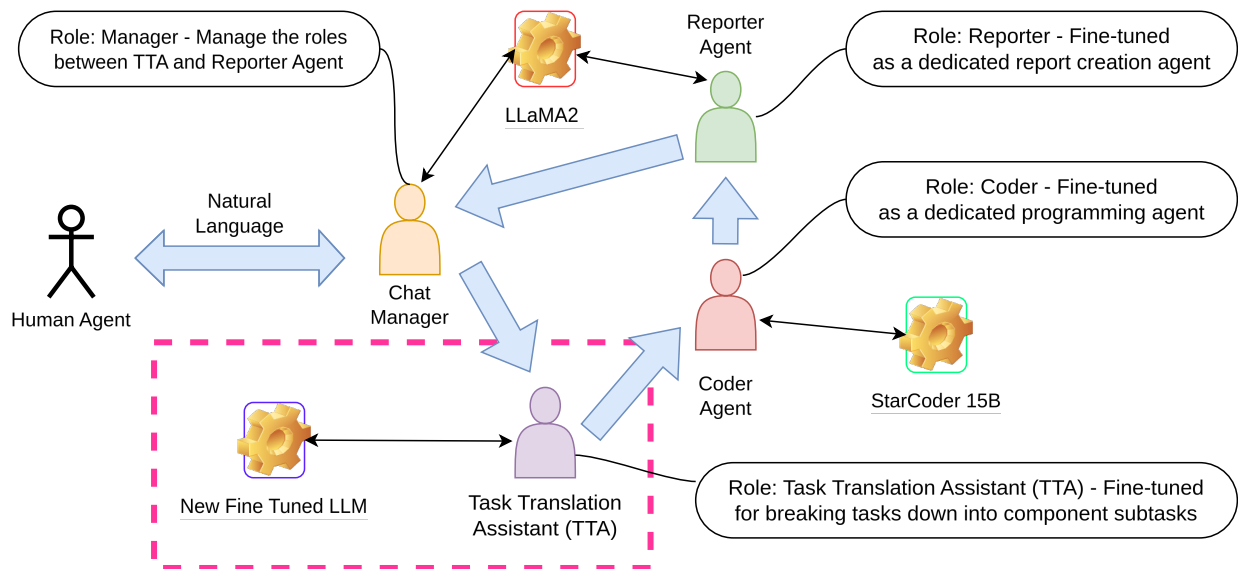 Role: Manager - Manage the roles
between TTA and Reporter Agent
LLaMA2
Reporter
Agent
Role: Reporter - Fine-tuned
as a dedicated report creation agent
Natural
Language
Role: Coder - Fine-tuned
as a dedicated programming agent
Human Agent
Chat
Manager
Coder
Agent
StarCoder 15B
New Fine Tuned LLM
Task Translation
Assistant (TTA)
Role: Task Translation Assistant (TTA) - Fine-tuned
for breaking tasks down into component subtasks